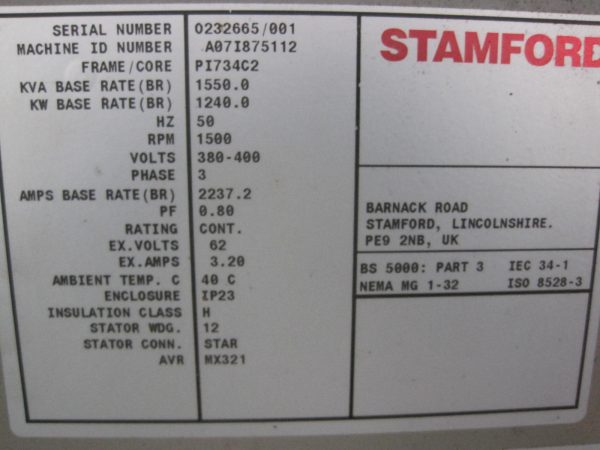 SERIAL NUMBER 0232665/001
MACHINE ID NUMBER A07I875112
FRAME/CORE PI734C2
KVA BASE RATE(BR) 1550.0
KW BASE RATE(BR) 1240.0
HZ 50
RPM 1500
VOLTS 380-400
PHASE 3
AMPS BASE RATE(BR) 2237.2
PF 0.80
RATING CONT.
EX.VOLTS 62
EX.AMPS 3.20
AMBIENT TEMP. C 40 C
ENCLOSURE IP23
INSULATION CLASS H
STATOR WDG. 12
STATOR CONN. STAR
AVR MX321
STAMFORD
BARNACK ROAD
STAMFORD, LINCOLNSHIRE.
PE9 2NB, UK
BS 5000: PART 3 IEC 34-1
NEMA MG 1-32 ISO 8528-3